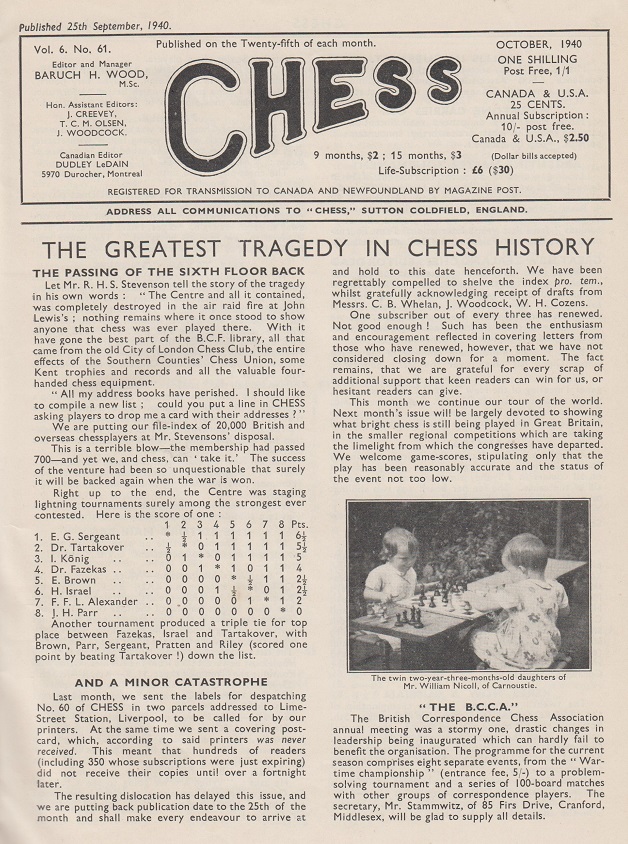 Published 25th September, 1940.
Vol. 6. No. 61.
Editor and Manager
BARUCH H. WOOD,
M.Sc.
Hon. Assistant Editors:
J. CREEVEY,
T. C. M. OLSEN,
J. WOODCOCK.
Canadian Editor
DUDLEY LeDAIN
5970 Durocher, Montreal
Published on the Twenty-fifth of each month.
CHESS
9 months, $2 ; 15 months, $3
Life-Subscription : £6 ($30)
OCTOBER, 1940
ONE SHILLING
Post Free, 1/1
CANADA & U.S.A.
25 CENTS.
Annual Subscription :
10/- post free.
Canada & U.S.A., $2.50
(Dollar bills accepted)
REGISTERED FOR TRANSMISSION TO CANADA AND NEWFOUNDLAND BY MAGAZINE POST.
ADDRESS ALL COMMUNICATIONS TO "CHESS," SUTTON COLDFIELD, ENGLAND.
THE GREATEST TRAGEDY IN CHESS HISTORY
THE PASSING OF THE SIXTH FLOOR BACK
Let Mr. R. H. S. Stevenson tell the story of the tragedy
in his own words : " The Centre and all it contained,
was completely destroyed in the air raid fire at John
Lewis's ; nothing remains where it once stood to show
anyone that chess was ever played there. With it
have gone the best part of the B.C.F. library, all that
came from the old City of London Chess Club, the entire
effects of the Southern Counties' Chess Union, some
Kent trophies and records and all the valuable four-
handed chess equipment.
" All my address books have perished. I should like
to compile a new list ; could you put a line in CHESS
asking players to drop me a card with their addresses ? "
We are putting our file-index of 20,000 British and
overseas chessplayers at Mr. Stevensons' disposal.
This is a terrible blow—the membership had passed
700—and yet we, and chess, can ' take it.' The success
of the venture had been so unquestionable that surely
it will be backed again when the war is won.
Right up to the end, the Centre was staging
lightning tournaments surely among the strongest ever
contested. Here is the score of one :
1 2 3 4 5 6 7 8 Pts.
1. E. G. Sergeant .. * ½ 1 1 1 1 1 1 6½
2. Dr. Tartakover .. ½ * 0 1 1 1 1 1 5½
3. I. König .. .. 0 1 * 0 1 1 1 1 5
4. Dr. Fazekas .. .. 0 0 1 * 1 0 1 1 4
5. E. Brown .. .. 0 0 0 0 * ½ 1 1 2½
6. H. Israel .. .. 0 0 0 1 ½ * 0 1 2½
7. F. F. L. Alexander .. 0 0 0 0 0 1 * 1 2
8. J. H. Parr .. .. 0 0 0 0 0 0 0 * 0
Another tournament produced a triple tie for top
place between Fazekas, Israel and Tartakover, with
Brown, Parr, Sergeant, Pratten and Riley (scored one
point by beating Tartakover !) down the list.
AND A MINOR CATASTROPHE
Last month, we sent the labels for despatching
No. 60 of CHESS in two parcels addressed to Lime-
Street Station, Liverpool, to be called for by our
printers. At the same time we sent a covering post-
card, which, according to said printers was never
received. This meant that hundreds of readers
(including 350 whose subscriptions were just expiring)
did not receive their copies until over a fortnight
later.
The resulting dislocation has delayed this issue, and
we are putting back publication date to the 25th of the
month and shall make every endeavour to arrive at
and hold to this date henceforth. We have been
regrettably compelled to shelve the index pro. tem.,
whilst gratefully acknowledging receipt of drafts from
Messrs. C. B. Whelan, J. Woodcock, W. H. Cozens.
One subscriber out of every three has renewed.
Not good enough ! Such has been the enthusiasm
and encouragement reflected in covering letters from
those who have renewed, however, that we have not
considered closing down for a moment. The fact
remains, that we are grateful for every scrap of
additional support that keen readers can win for us, or
hesitant readers can give.
This month we continue our tour of the world.
Next month's issue will be largely devoted to showing
what bright chess is still being played in Great Britain,
in the smaller regional competitions which are taking
the limelight from which the congresses have departed.
We welcome game-scores, stipulating only that the
play has been reasonably accurate and the status of
the event not too low.
The twin two-year-three-months-old daughters of
Mr. William Nicoll, of Carnoustie.
" THE B.C.C.A."
The British Correspondence Chess Association
annual meeting was a stormy one, drastic changes in
leadership being inaugurated which can hardly fail to
benefit the organisation. The programme for the current
season comprises eight separate events, from the " War-
time championship " (entrance fee, 5/-) to a problem-
solving tournament and a series of 100-board matches
with other groups of correspondence players. The
secretary, Mr. Stammwitz, of 85 Firs Drive, Cranford,
Middlesex, will be glad to supply all details.